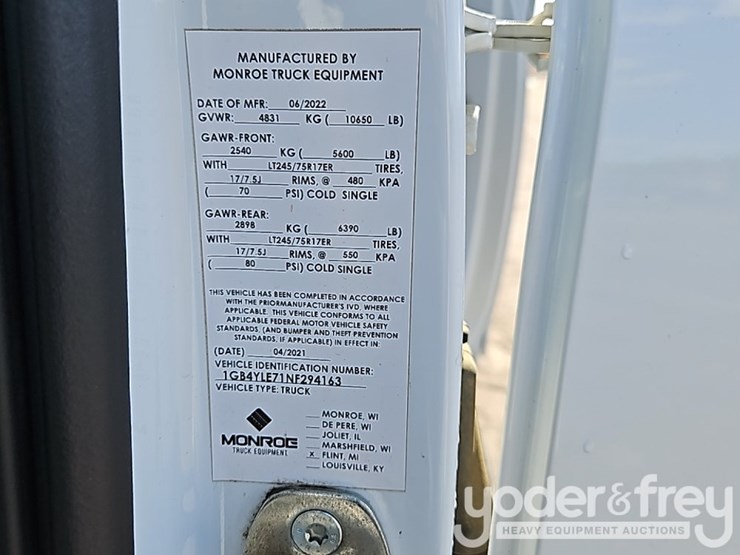 MANUFACTURED BY
MONROE TRUCK EQUIPMENT
DATE OF MFR: 06/2022
GVWR: 4831 KG ( 10650 LB)
GAWR-FRONT:
2540 KG ( 5600 LB)
WITH LT245/75R17ER TIRES,
17/7.5J RIMS, @ 480 KPA
( 70 PSI) COLD SINGLE
GAWR-REAR:
2898 KG ( 6390 LB)
WITH LT245/75R17ER TIRES,
17/7.5J RIMS, @ 550 KPA
( 80 PSI) COLD SINGLE
THIS VEHICLE HAS BEEN COMPLETED IN ACCORDANCE
WITH THE PRIORMANUFACTURER'S IVD, WHERE
APPLICABLE. THIS VEHICLE CONFORMS TO ALL
APPLICABLE FEDERAL MOTOR VEHICLE SAFETY
STANDARDS, (AND BUMPER AND THEFT PREVENTION
STANDARDS, IF APPLICABLE) IN EFFECT IN:
(DATE) 04/2021
VEHICLE IDENTIFICATION NUMBER:
1GB4YLE71NF294163
VEHICLE TYPE: TRUCK
MONROE, WI
DE PERE, WI
JOLIET, IL
MARSHFIELD, WI
X FLINT, MI
LOUISVILLE, KY
MONROE
TRUCK EQUIPMENT
yoder&frey
HEAVY EQUIPMENT AUCTIONS